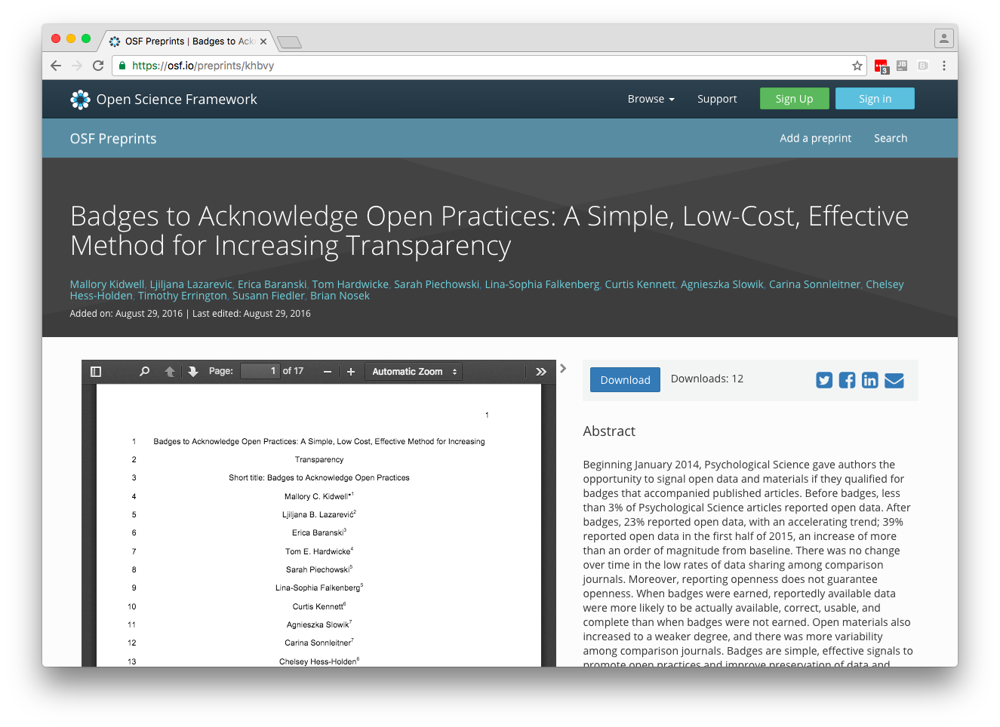 OSF Preprints | Badges to Ack
https://osf.io/preprints/khbvy
3
JB
B
Open Science Framework
Browse
Support
Sign Up
Sign in
OSF Preprints
Add a preprint
Search
Badges to Acknowledge Open Practices: A Simple, Low-Cost, Effective
Method for Increasing Transparency
Mallory Kidwell, Ljiljana Lazarevic, Erica Baranski, Tom Hardwicke, Sarah Piechowski, Lina-Sophia Falkenberg, Curtis Kennett, Agnieszka Slowik, Carina Sonnleitner, Chelsey
Hess-Holden, Timothy Errington, Susann Fiedler, Brian Nosek
Added on: August 29, 2016 | Last edited: August 29, 2016
Page: 1 of 17
Automatic Zoom
1
1 Badges to Acknowledge Open Practices: A Simple, Low Cost, Effective Method for Increasing
2 Transparency
3 Short title: Badges to Acknowledge Open Practices
4 Mallory C. Kidwell*1
5 Ljiljana B. Lazarević2
6 Erica Baranski3
7 Tom E. Hardwicke4
8 Sarah Piechowski5
9 Lina-Sophia Falkenberg5
10 Curtis Kennett6
11 Agnieszka Slowik7
12 Carina Sonnleitner7
13 Chelsey Hess-Holden6
Download
Downloads: 12
Abstract
Beginning January 2014, Psychological Science gave authors the
opportunity to signal open data and materials if they qualified for
badges that accompanied published articles. Before badges, less
than 3% of Psychological Science articles reported open data. After
badges, 23% reported open data, with an accelerating trend; 39%
reported open data in the first half of 2015, an increase of more
than an order of magnitude from baseline. There was no change
over time in the low rates of data sharing among comparison
journals. Moreover, reporting openness does not guarantee
openness. When badges were earned, reportedly available data
were more likely to be actually available, correct, usable, and
complete than when badges were not earned. Open materials also
increased to a weaker degree, and there was more variability
among comparison journals. Badges are simple, effective signals to
promote open practices and improve preservation of data and